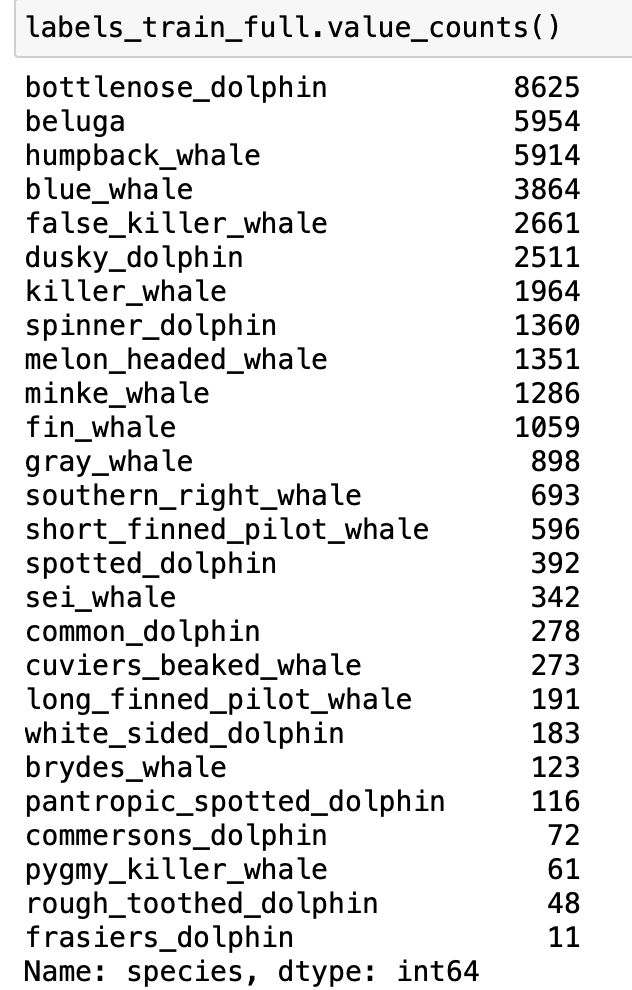 labels_train_full.value_counts()
bottlenose_dolphin 8625
beluga 5954
humpback_whale 5914
blue_whale 3864
false_killer_whale 2661
dusky_dolphin 2511
killer_whale 1964
spinner_dolphin 1360
melon_headed_whale 1351
minke_whale 1286
fin_whale 1059
gray_whale 898
southern_right_whale 693
short_finned_pilot_whale 596
spotted_dolphin 392
sei_whale 342
common_dolphin 278
cuviers_beaked_whale 273
long_finned_pilot_whale 191
white_sided_dolphin 183
brydes_whale 123
pantropic_spotted_dolphin 116
commersons_dolphin 72
pygmy_killer_whale 61
rough_toothed_dolphin 48
frasiers_dolphin 11
Name: species, dtype: int64